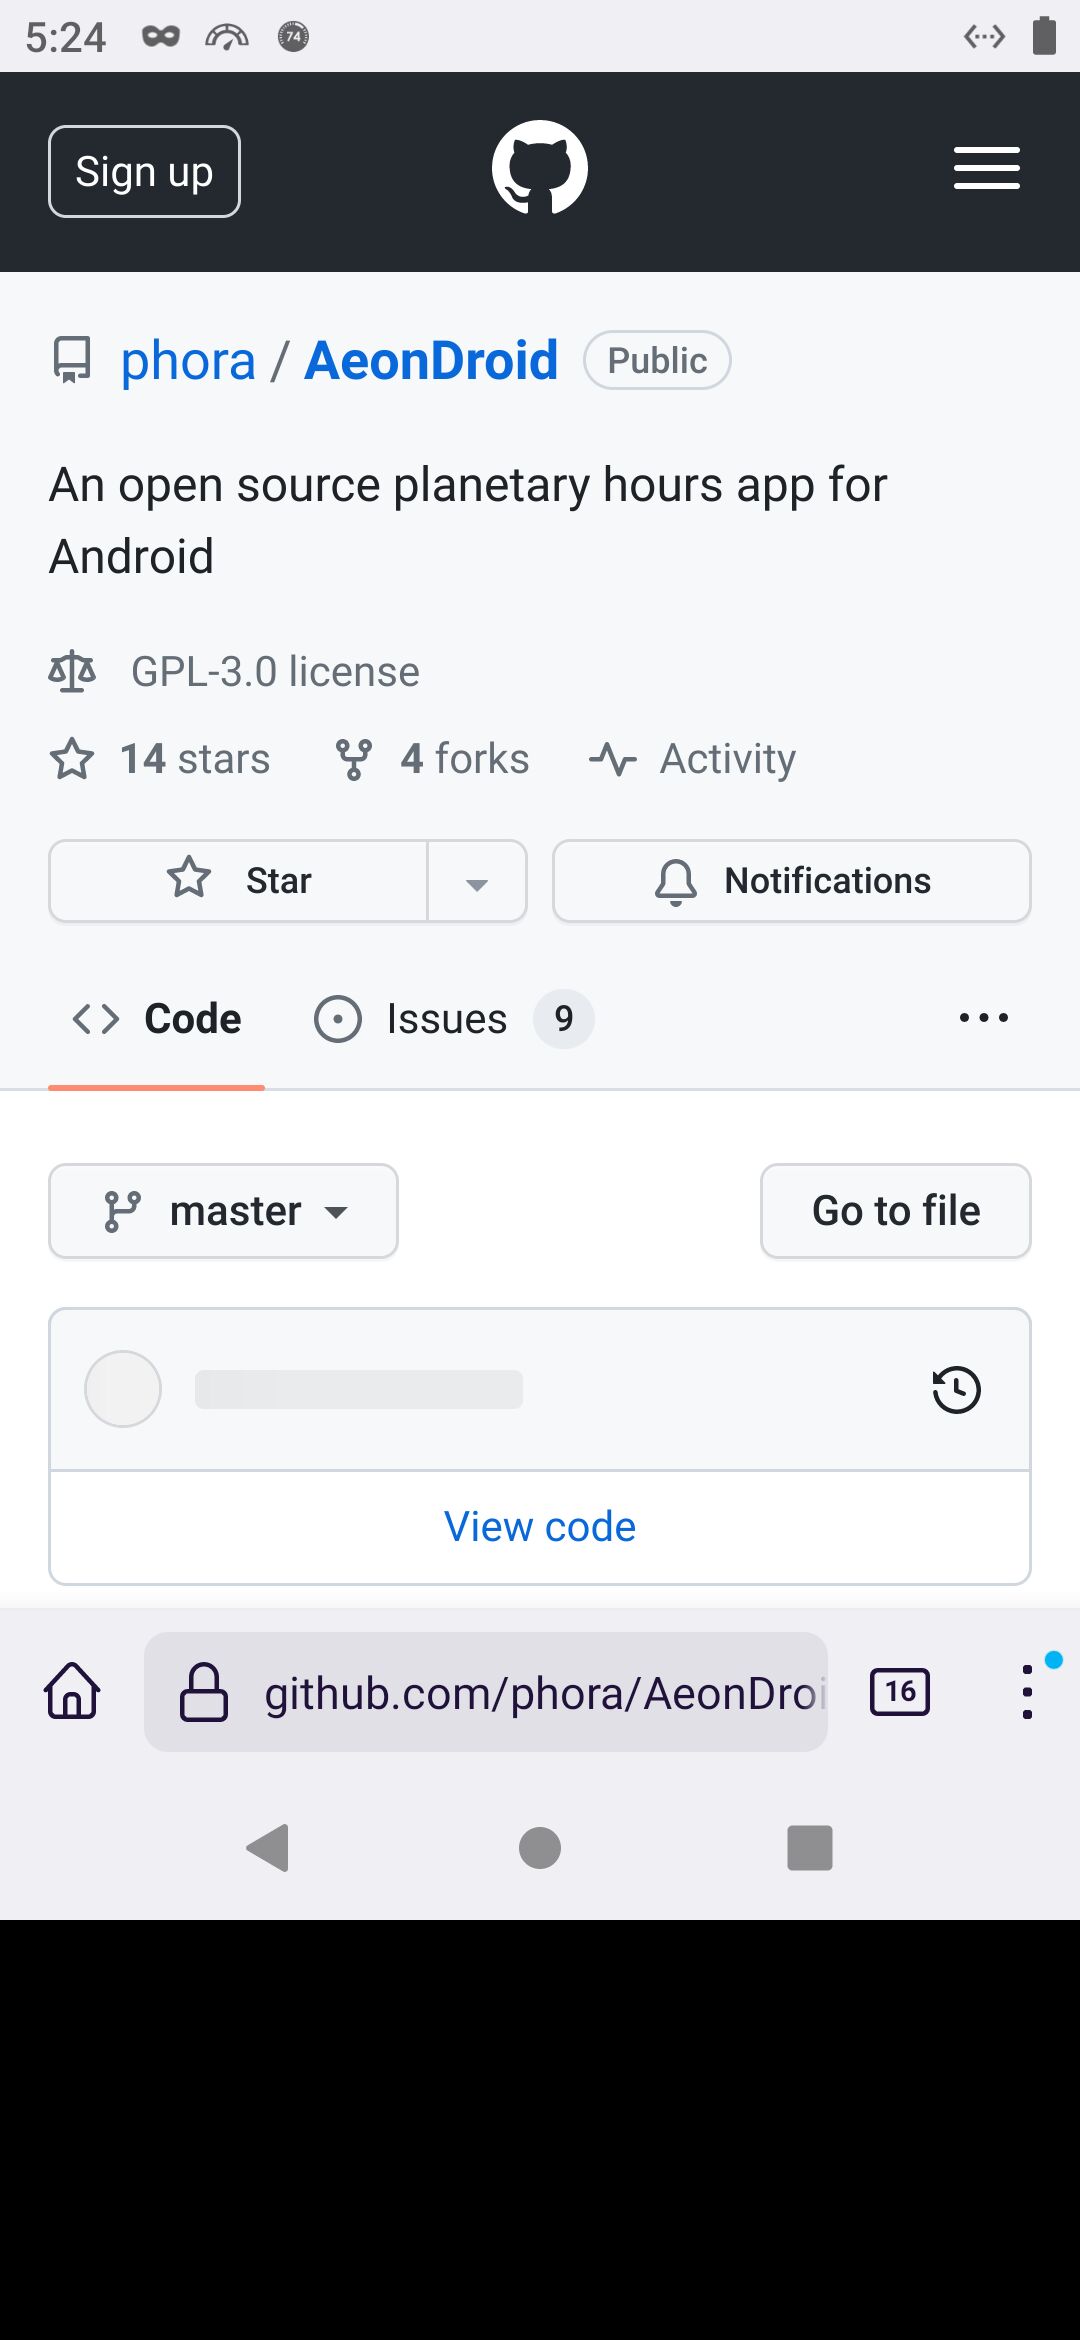 5:24 74
Sign up
phora / AeonDroid Public
An open source planetary hours app for
Android
GPL-3.0 license
14 stars 4 forks Activity
Star Notifications
Code Issues 9
master Go to file
View code
github.com/phora/AeonDroi 16